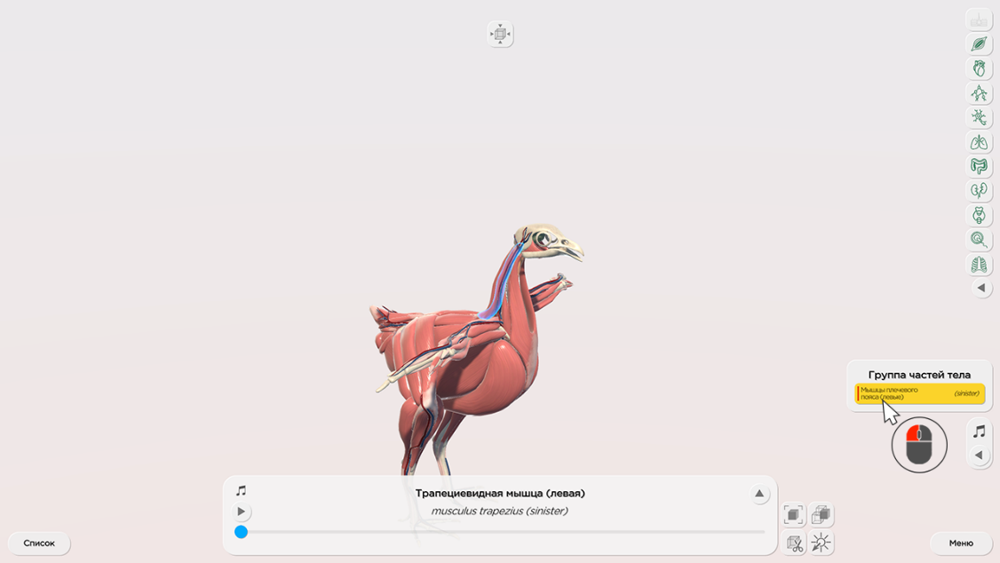 Группа частей тела
Мышцы плечевого
пояса (левые)
(sinister)
Трапециевидная мышца (левая)
musculus trapezius (sinister)
Список
Меню